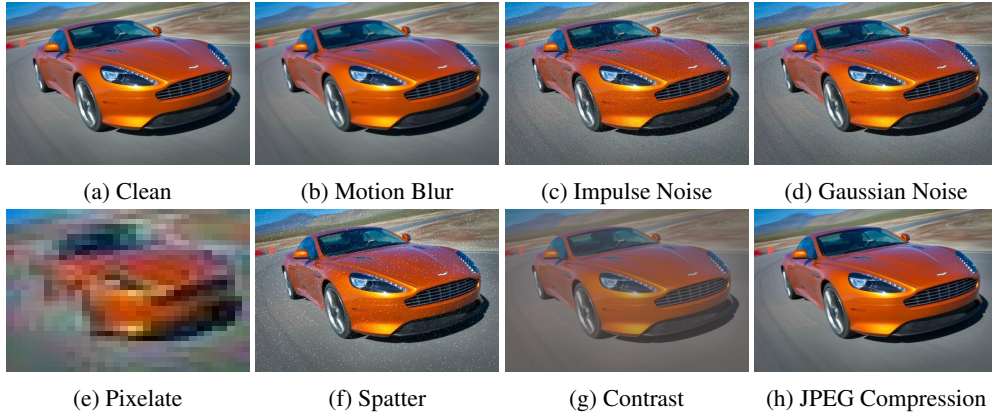 (a) Clean
(b) Motion Blur
(c) Impulse Noise
(d) Gaussian Noise
(e) Pixelate
(f) Spatter
(g) Contrast
(h) JPEG Compression